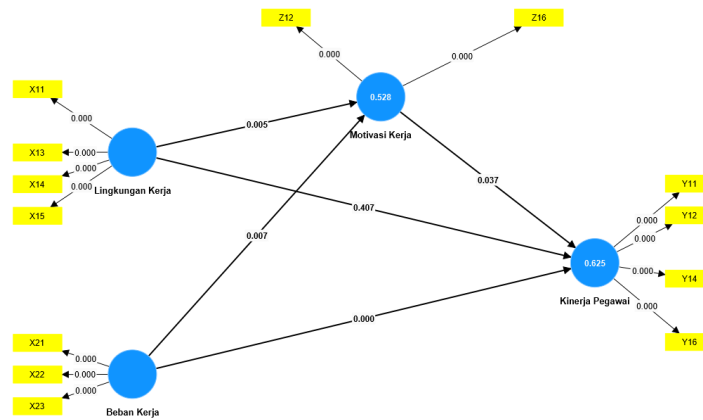 Z12
Z16
0.000
0.000
X11
0.000
0.528
Motivasi Kerja
0.005
X13
0.000
X14
0.000
X15
0.000
Lingkungan Kerja
0.037
0.407
Y11
0.000
Y12
0.000
0.007
0.625
Y14
0.000
Kinerja Pegawai
0.000
Y16
0.000
X21
0.000
X22
0.000
X23
0.000
Beban Kerja